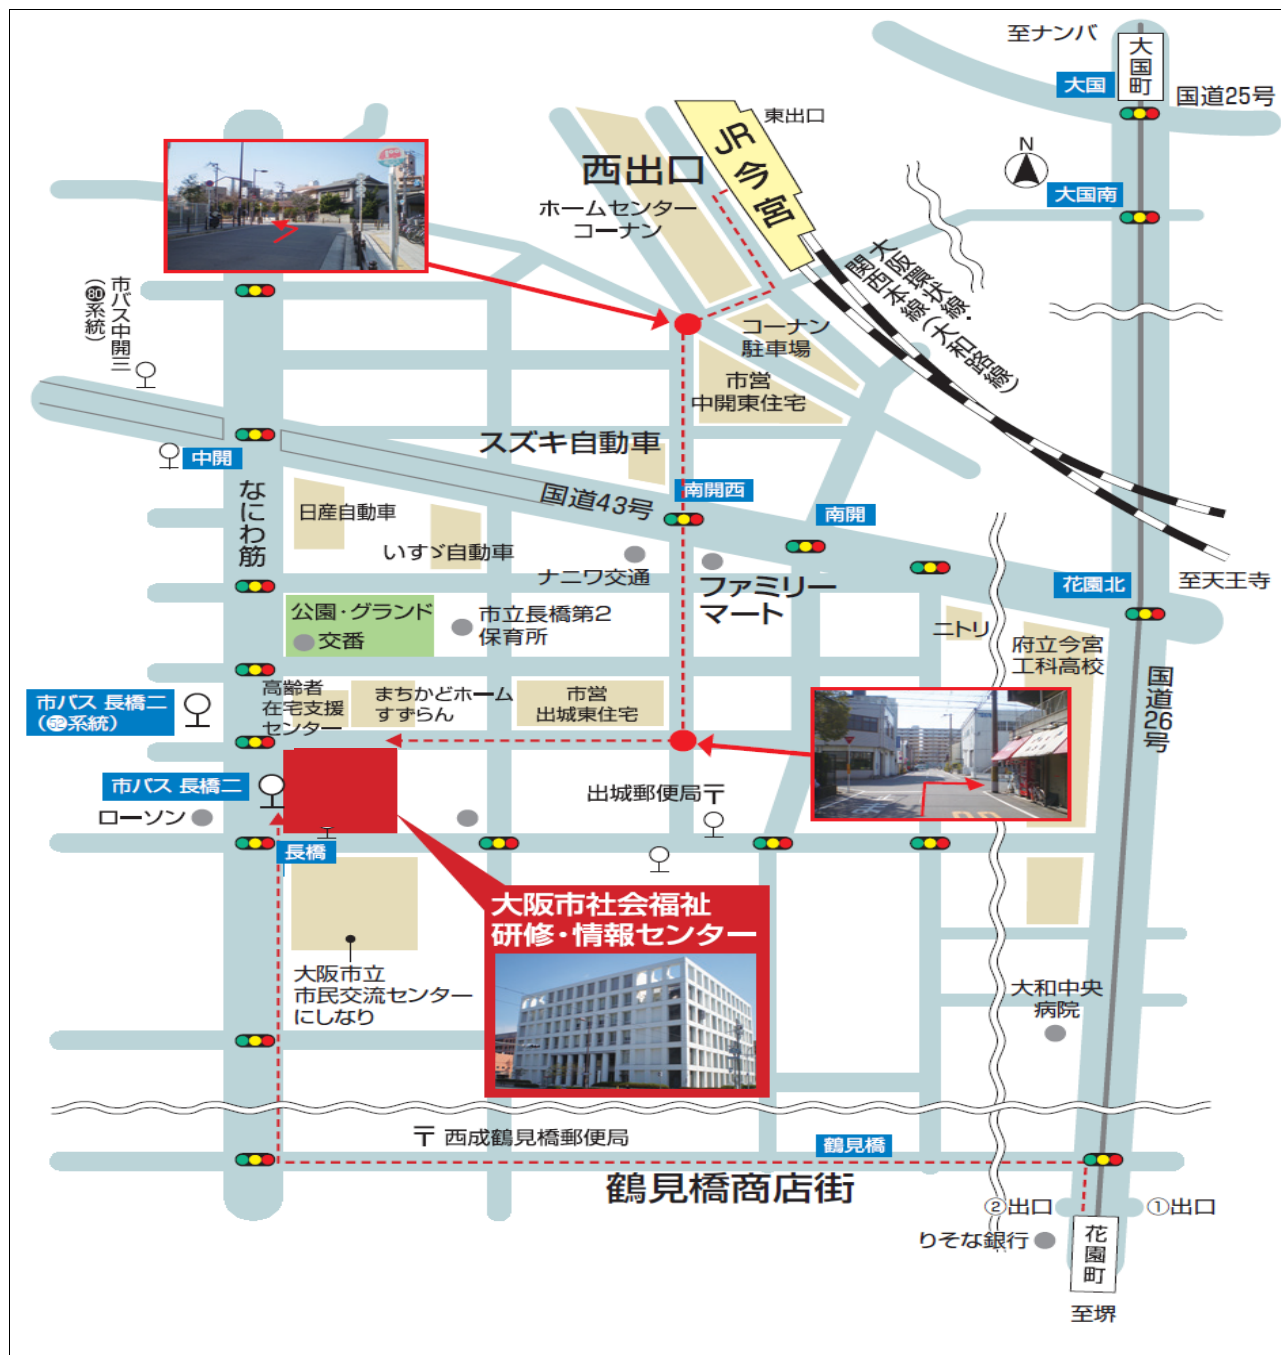 至ナンバ
大国町
大国
国道25号
東出口
JR今宮
西出口
N
大国南
ホームセンター
コーナン
大阪環状線・
関西本線(大和路線)
市バス中開三
(80系統)
コーナン
駐車場
市営
中開東住宅
スズキ自動車
中開
南開西
国道43号
南開
なにわ筋
日産自動車
いすゞ自動車
ナニワ交通
ファミリー
マート
花園北
至天王寺
公園・グランド
交番
市立長橋第2
保育所
ニトリ
府立今宮
工科高校
国道26号
市バス 長橋二
(52系統)
高齢者
在宅支援
センター
まちかどホーム
すずらん
市営
出城東住宅
市バス 長橋二
ローソン
出城郵便局〒
長橋
大阪市社会福祉
研修・情報センター
大阪市立
市民交流センター
にしなり
大和中央
病院
〒 西成鶴見橋郵便局
鶴見橋
鶴見橋商店街
②出口
①出口
りそな銀行
花園町
至堺